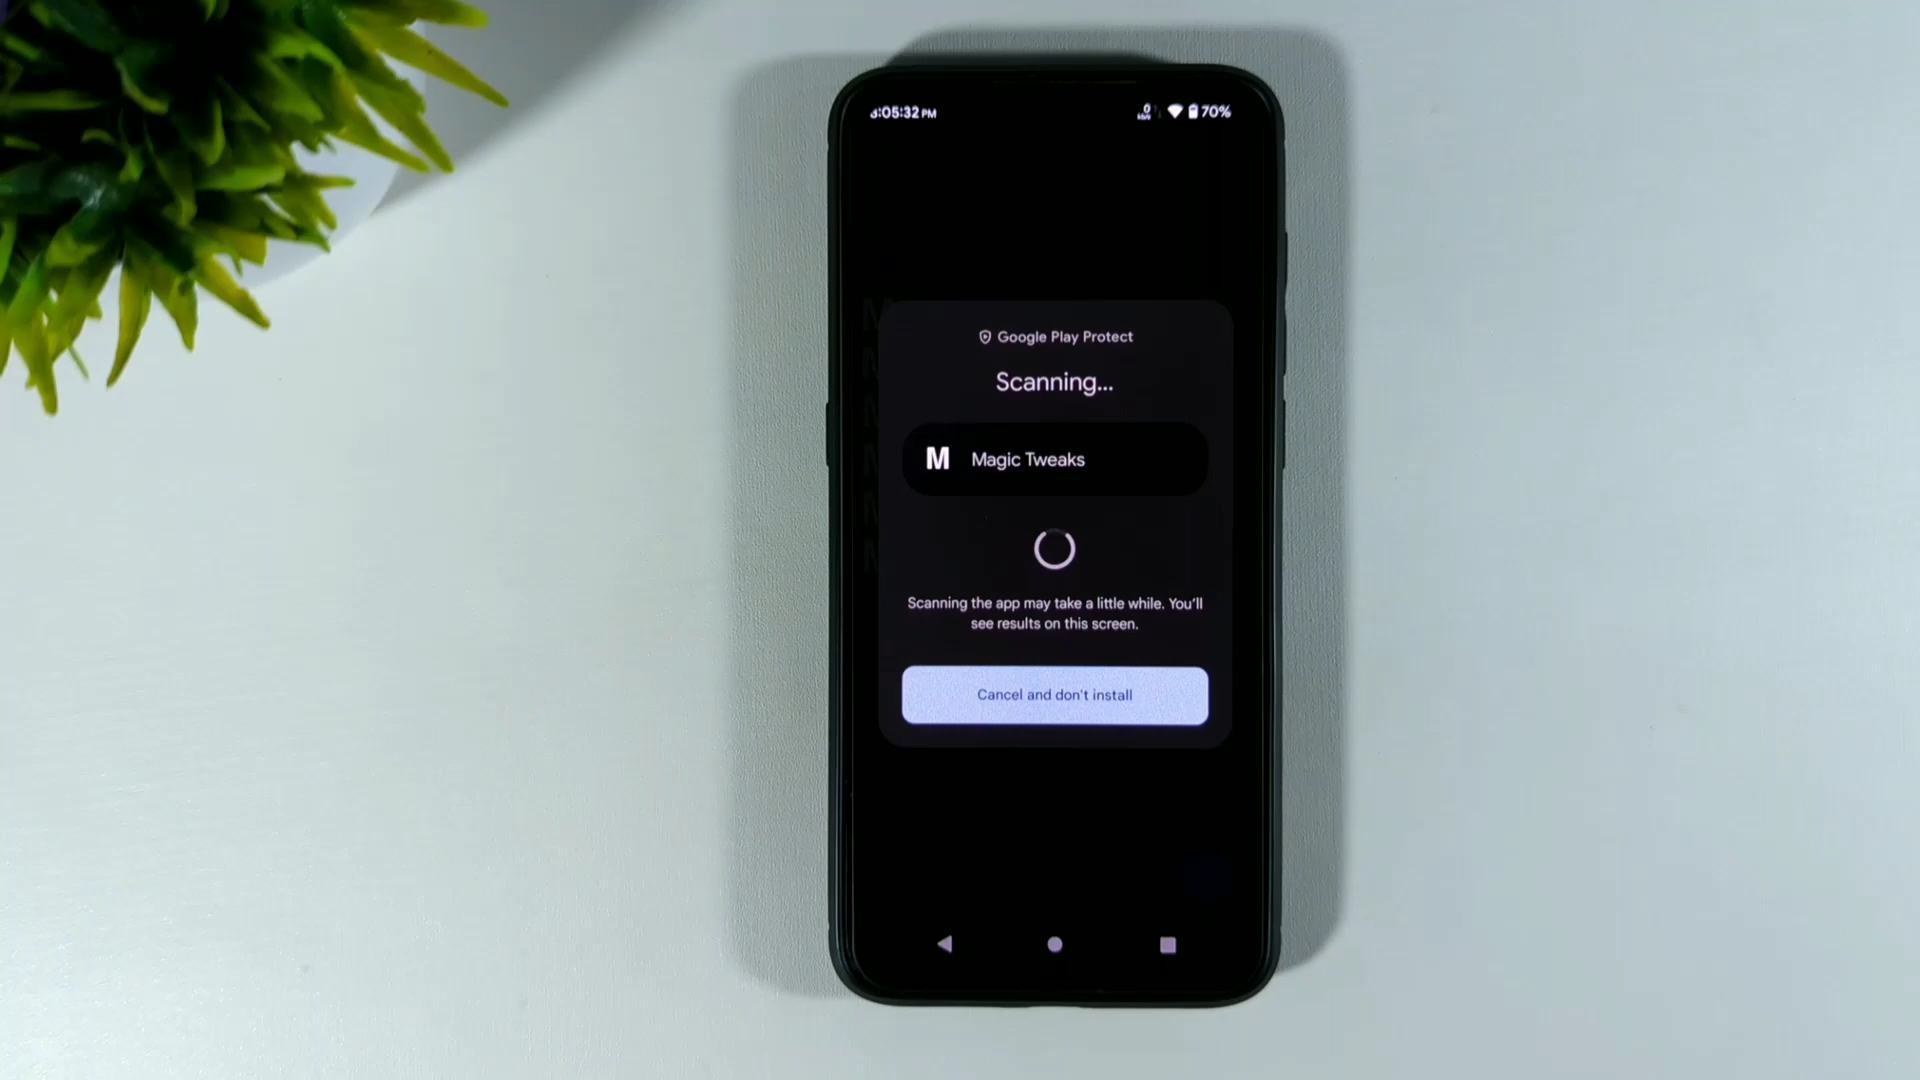 :05:32 PM
0 70%
Google Play Protect
Scanning...
M Magic Tweaks
Scanning the app may take a little while. You'll
see results on this screen.
Cancel and don't install